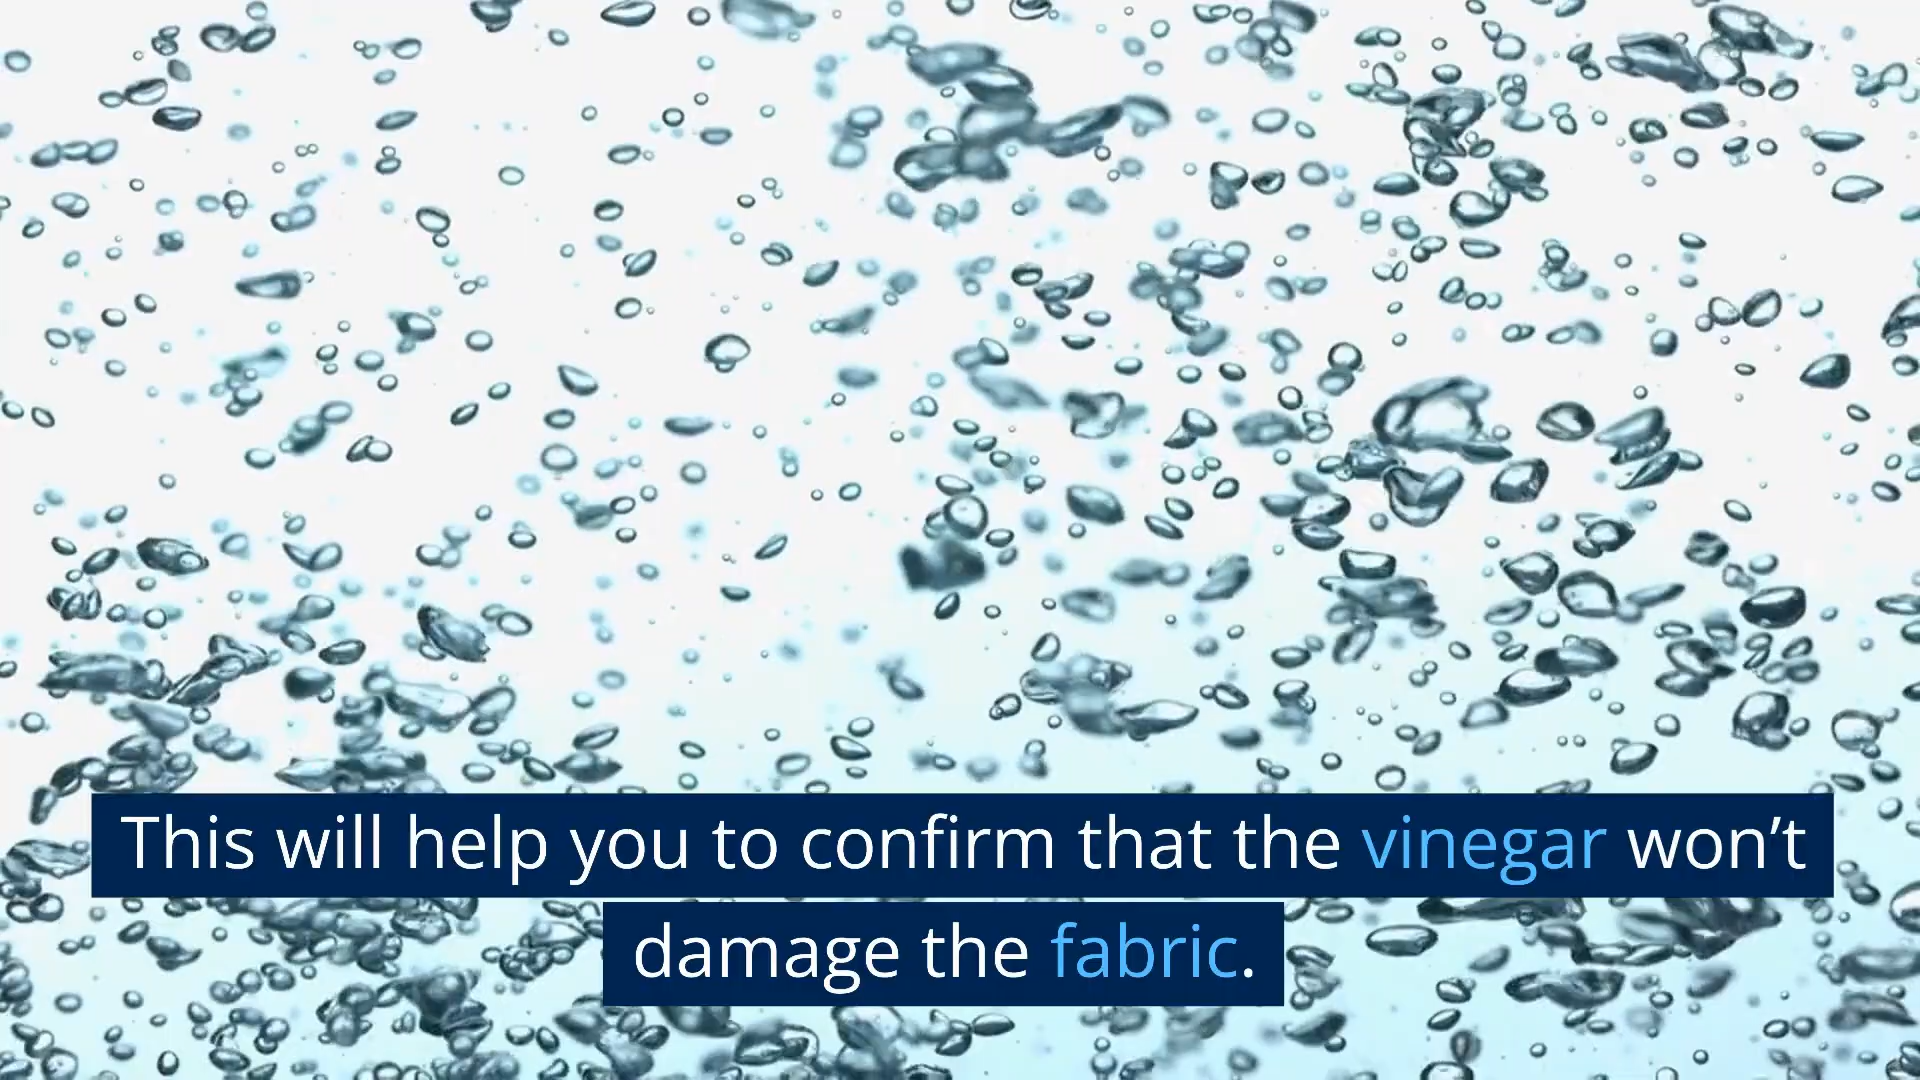 This will help you to confirm that the vinegar won’t
damage the fabric.